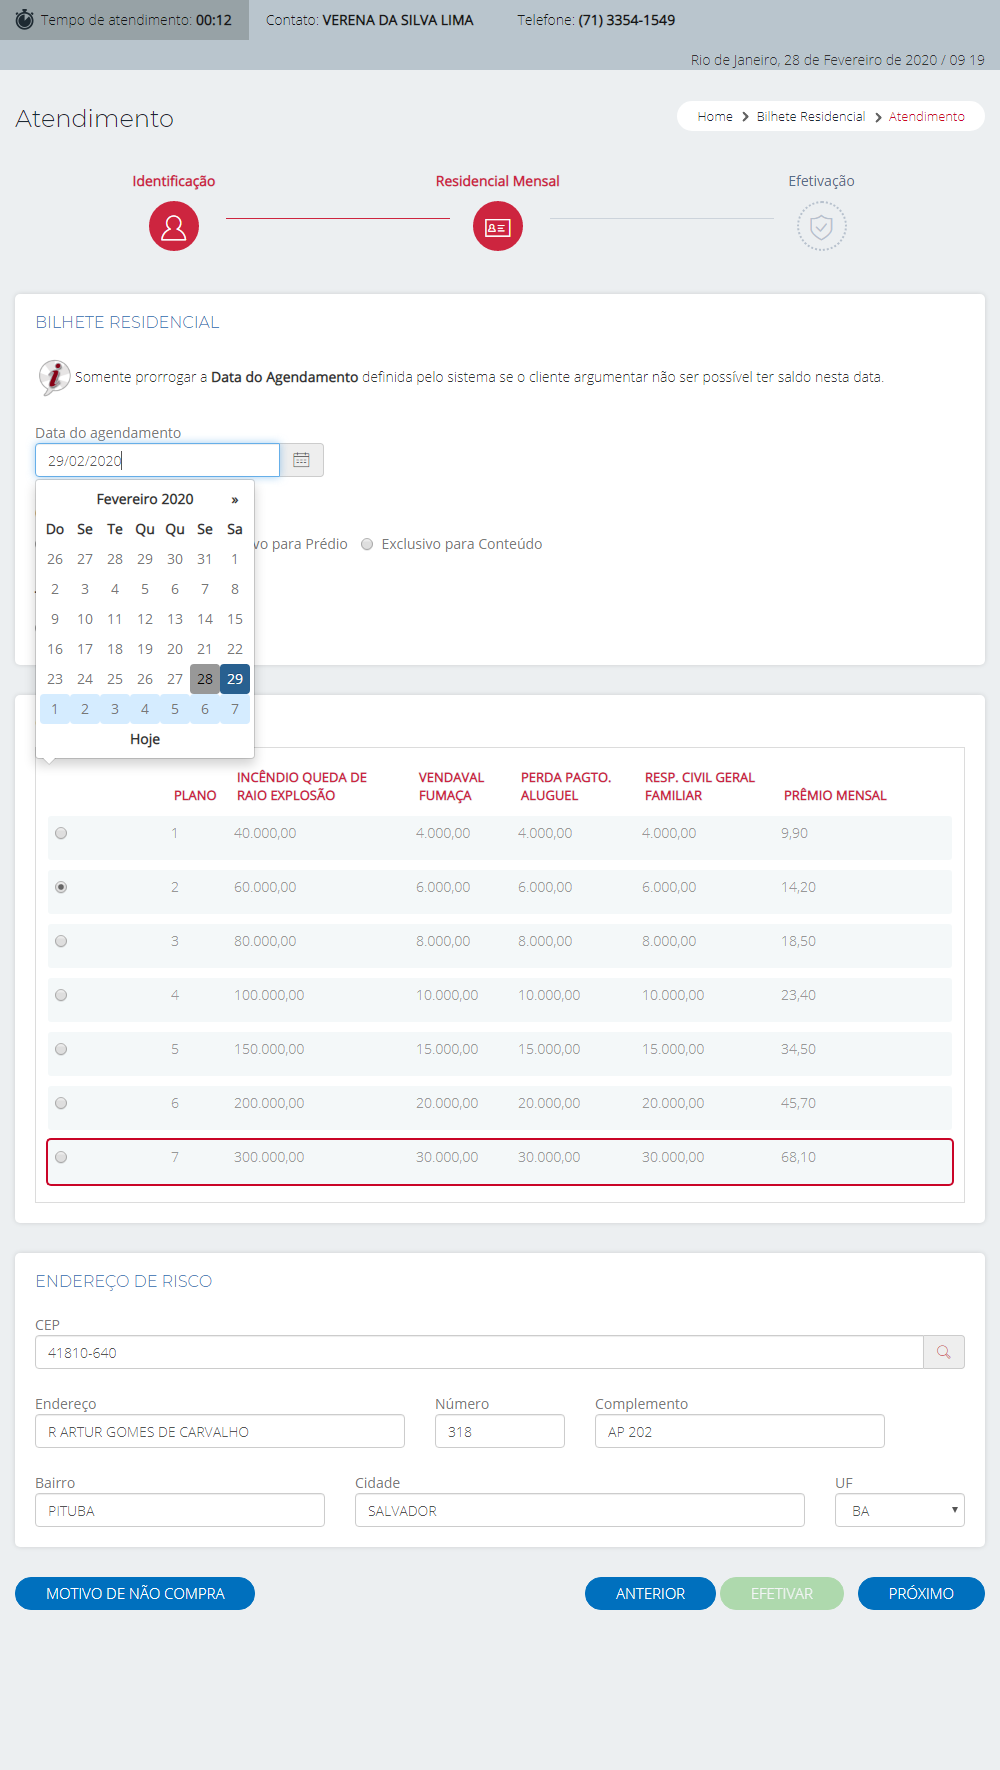 Tempo de atendimento: 00:12 Contato: VERENA DA SILVA LIMA Telefone: (71) 3354-1549
Rio de Janeiro, 28 de Fevereiro de 2020 / 09 19
Atendimento
Home Bilhete Residencial Atendimento
Identificação Residencial Mensal Efetivação
BILHETE RESIDENCIAL
Somente prorrogar a Data do Agendamento definida pelo sistema se o cliente argumentar não ser possível ter saldo nesta data.
Data do agendamento
29/02/2020
Fevereiro 2020 »
Do Se Te Qu Qu Se Sa
26 27 28 29 30 31 1
2 3 4 5 6 7 8
9 10 11 12 13 14 15
16 17 18 19 20 21 22
23 24 25 26 27 28 29
1 2 3 4 5 6 7
Hoje
vo para Prédio Exclusivo para Conteúdo
PLANO INCÊNDIO QUEDA DE RAIO EXPLOSÃO VENDAVAL FUMAÇA PERDA PAGTO. ALUGUEL RESP. CIVIL GERAL FAMILIAR PRÊMIO MENSAL
1 40.000,00 4.000,00 4.000,00 4.000,00 9,90
2 60.000,00 6.000,00 6.000,00 6.000,00 14,20
3 80.000,00 8.000,00 8.000,00 8.000,00 18,50
4 100.000,00 10.000,00 10.000,00 10.000,00 23,40
5 150.000,00 15.000,00 15.000,00 15.000,00 34,50
6 200.000,00 20.000,00 20.000,00 20.000,00 45,70
7 300.000,00 30.000,00 30.000,00 30.000,00 68,10
ENDEREÇO DE RISCO
CEP
41810-640
Endereço Número Complemento
R ARTUR GOMES DE CARVALHO 318 AP 202
Bairro Cidade UF
PITUBA SALVADOR BA
MOTIVO DE NÃO COMPRA ANTERIOR EFETIVAR PRÓXIMO